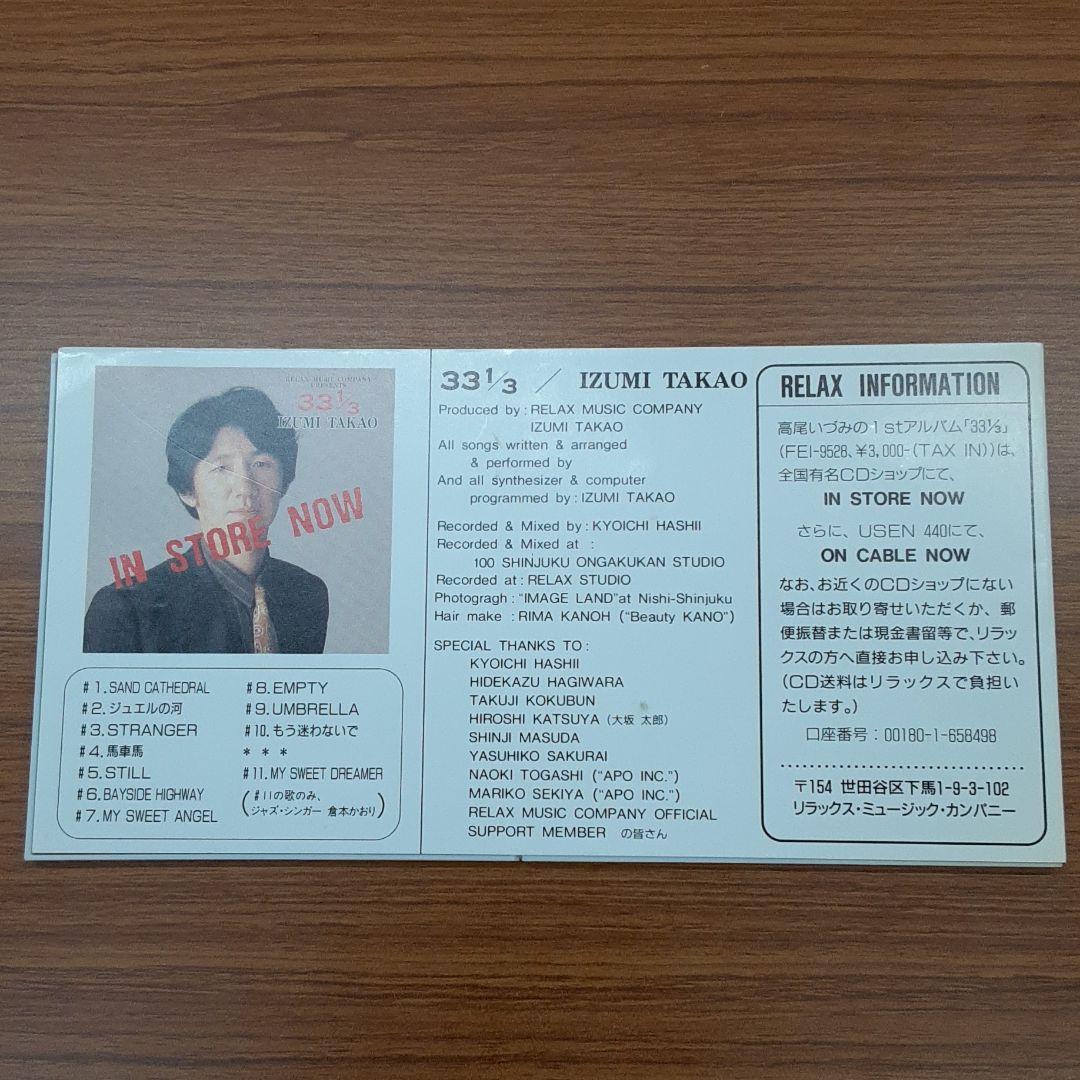 RELAX MUSIC COMPANY
PRESENTS
33 1/3
IZUMI TAKAO
IN STORE NOW
#1. SAND CATHEDRAL
#2. ジュエルの河
#3. STRANGER
#4. 馬車馬
#5. STILL
#6. BAYSIDE HIGHWAY
#7. MY SWEET ANGEL
#8. EMPTY
#9. UMBRELLA
#10. もう迷わないで
* * *
#11. MY SWEET DREAMER
(#11の歌のみ、
ジャズ・シンガー 倉本かおり)
33 1/3 / IZUMI TAKAO
Produced by : RELAX MUSIC COMPANY
IZUMI TAKAO
All songs written & arranged
& performed by
And all synthesizer & computer
programmed by : IZUMI TAKAO
Recorded & Mixed by : KYOICHI HASHII
Recorded & Mixed at :
100 SHINJUKU ONGAKUKAN STUDIO
Recorded at : RELAX STUDIO
Photogragh : "IMAGE LAND"at Nishi-Shinjuku
Hair make : RIMA KANOH ("Beauty KANO")
SPECIAL THANKS TO :
KYOICHI HASHII
HIDEKAZU HAGIWARA
TAKUJI KOKUBUN
HIROSHI KATSUYA (大坂 太郎)
SHINJI MASUDA
YASUHIKO SAKURAI
NAOKI TOGASHI ("APO INC.")
MARIKO SEKIYA ("APO INC.")
RELAX MUSIC COMPANY OFFICIAL
SUPPORT MEMBER の皆さん
RELAX INFORMATION
高尾いづみの1stアルバム「33 1/3」
(FEI-9528、¥3,000-(TAX IN))は、
全国有名CDショップにて、
IN STORE NOW
さらに、USEN 440にて、
ON CABLE NOW
なお、お近くのCDショップにない
場合はお取り寄せいただくか、郵
便振替または現金書留等で、リラッ
クスの方へ直接お申し込み下さい。
(CD送料はリラックスで負担い
たします。)
口座番号：00180-1-658498
〒154 世田谷区下馬1-9-3-102
リラックス・ミュージック・カンパニー